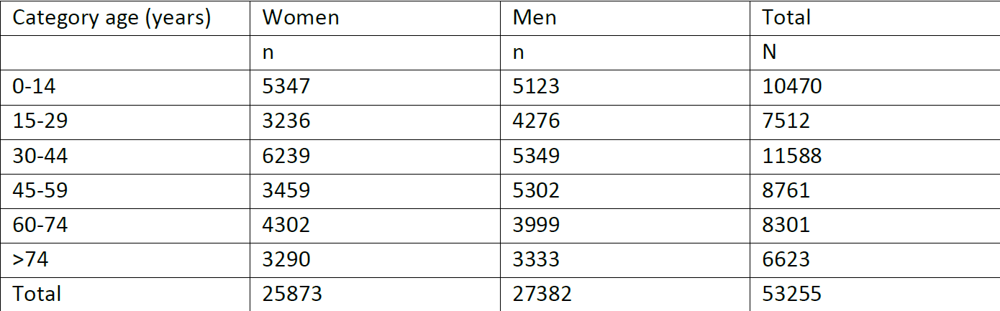 Category age (years) Women Men Total
n n N
0-14 5347 5123 10470
15-29 3236 4276 7512
30-44 6239 5349 11588
45-59 3459 5302 8761
60-74 4302 3999 8301
>74 3290 3333 6623
Total 25873 27382 53255